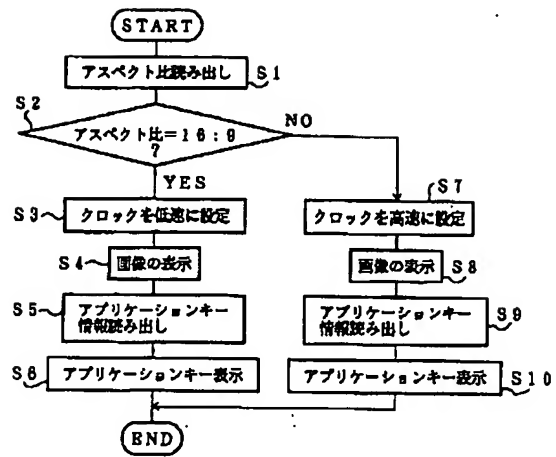 START
アスペクト比読み出し
S1
S2
アスペクト比=16:9
?
NO
YES
S3
クロックを低速に設定
S7
クロックを高速に設定
S4
画像の表示
画像の表示
S8
S5
アプリケーションキー
情報読み出し
アプリケーションキー
情報読み出し
S9
S6
アプリケーションキー表示
アプリケーションキー表示
S10
END